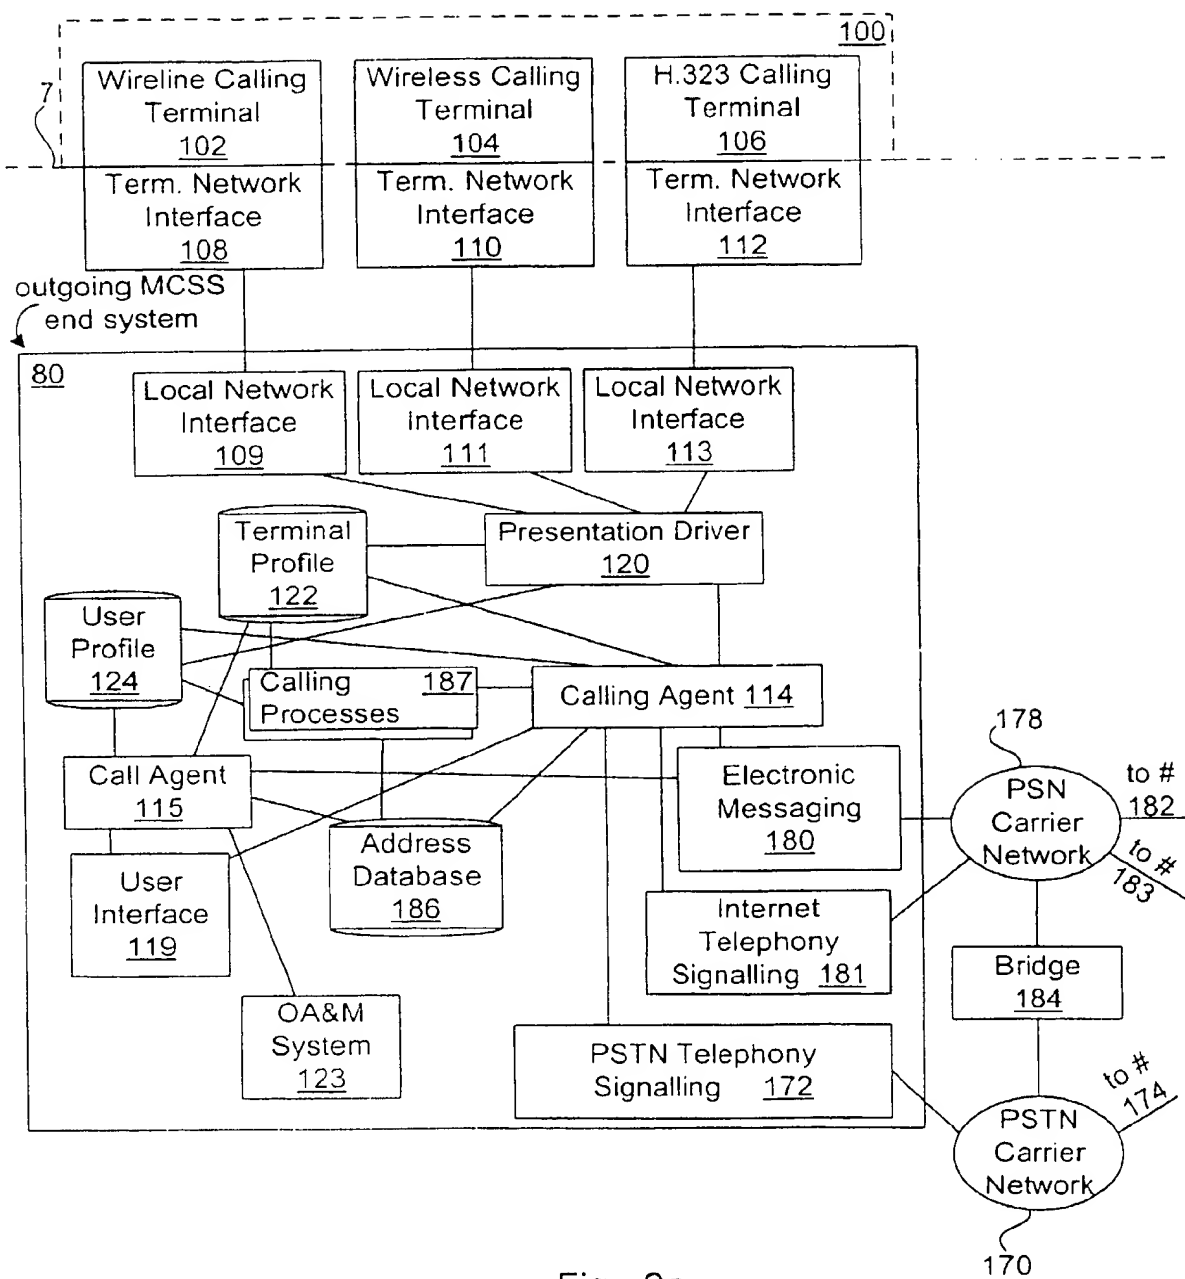 100
7
Wireline Calling
Terminal
102
Wireless Calling
Terminal
104
H.323 Calling
Terminal
106
Term. Network
Interface
108
Term. Network
Interface
110
Term. Network
Interface
112
outgoing MCSS
end system
80
Local Network
Interface
109
Local Network
Interface
111
Local Network
Interface
113
Terminal
Profile
122
Presentation Driver
120
User
Profile
124
Calling 187
Processes
Calling Agent 114
178
Call Agent
115
Electronic
Messaging
180
PSN
Carrier
Network
to #
182
to #
183
User
Interface
119
Address
Database
186
Internet
Telephony
Signalling 181
Bridge
184
OA&M
System
123
PSTN Telephony
Signalling 172
to #
174
PSTN
Carrier
Network
170